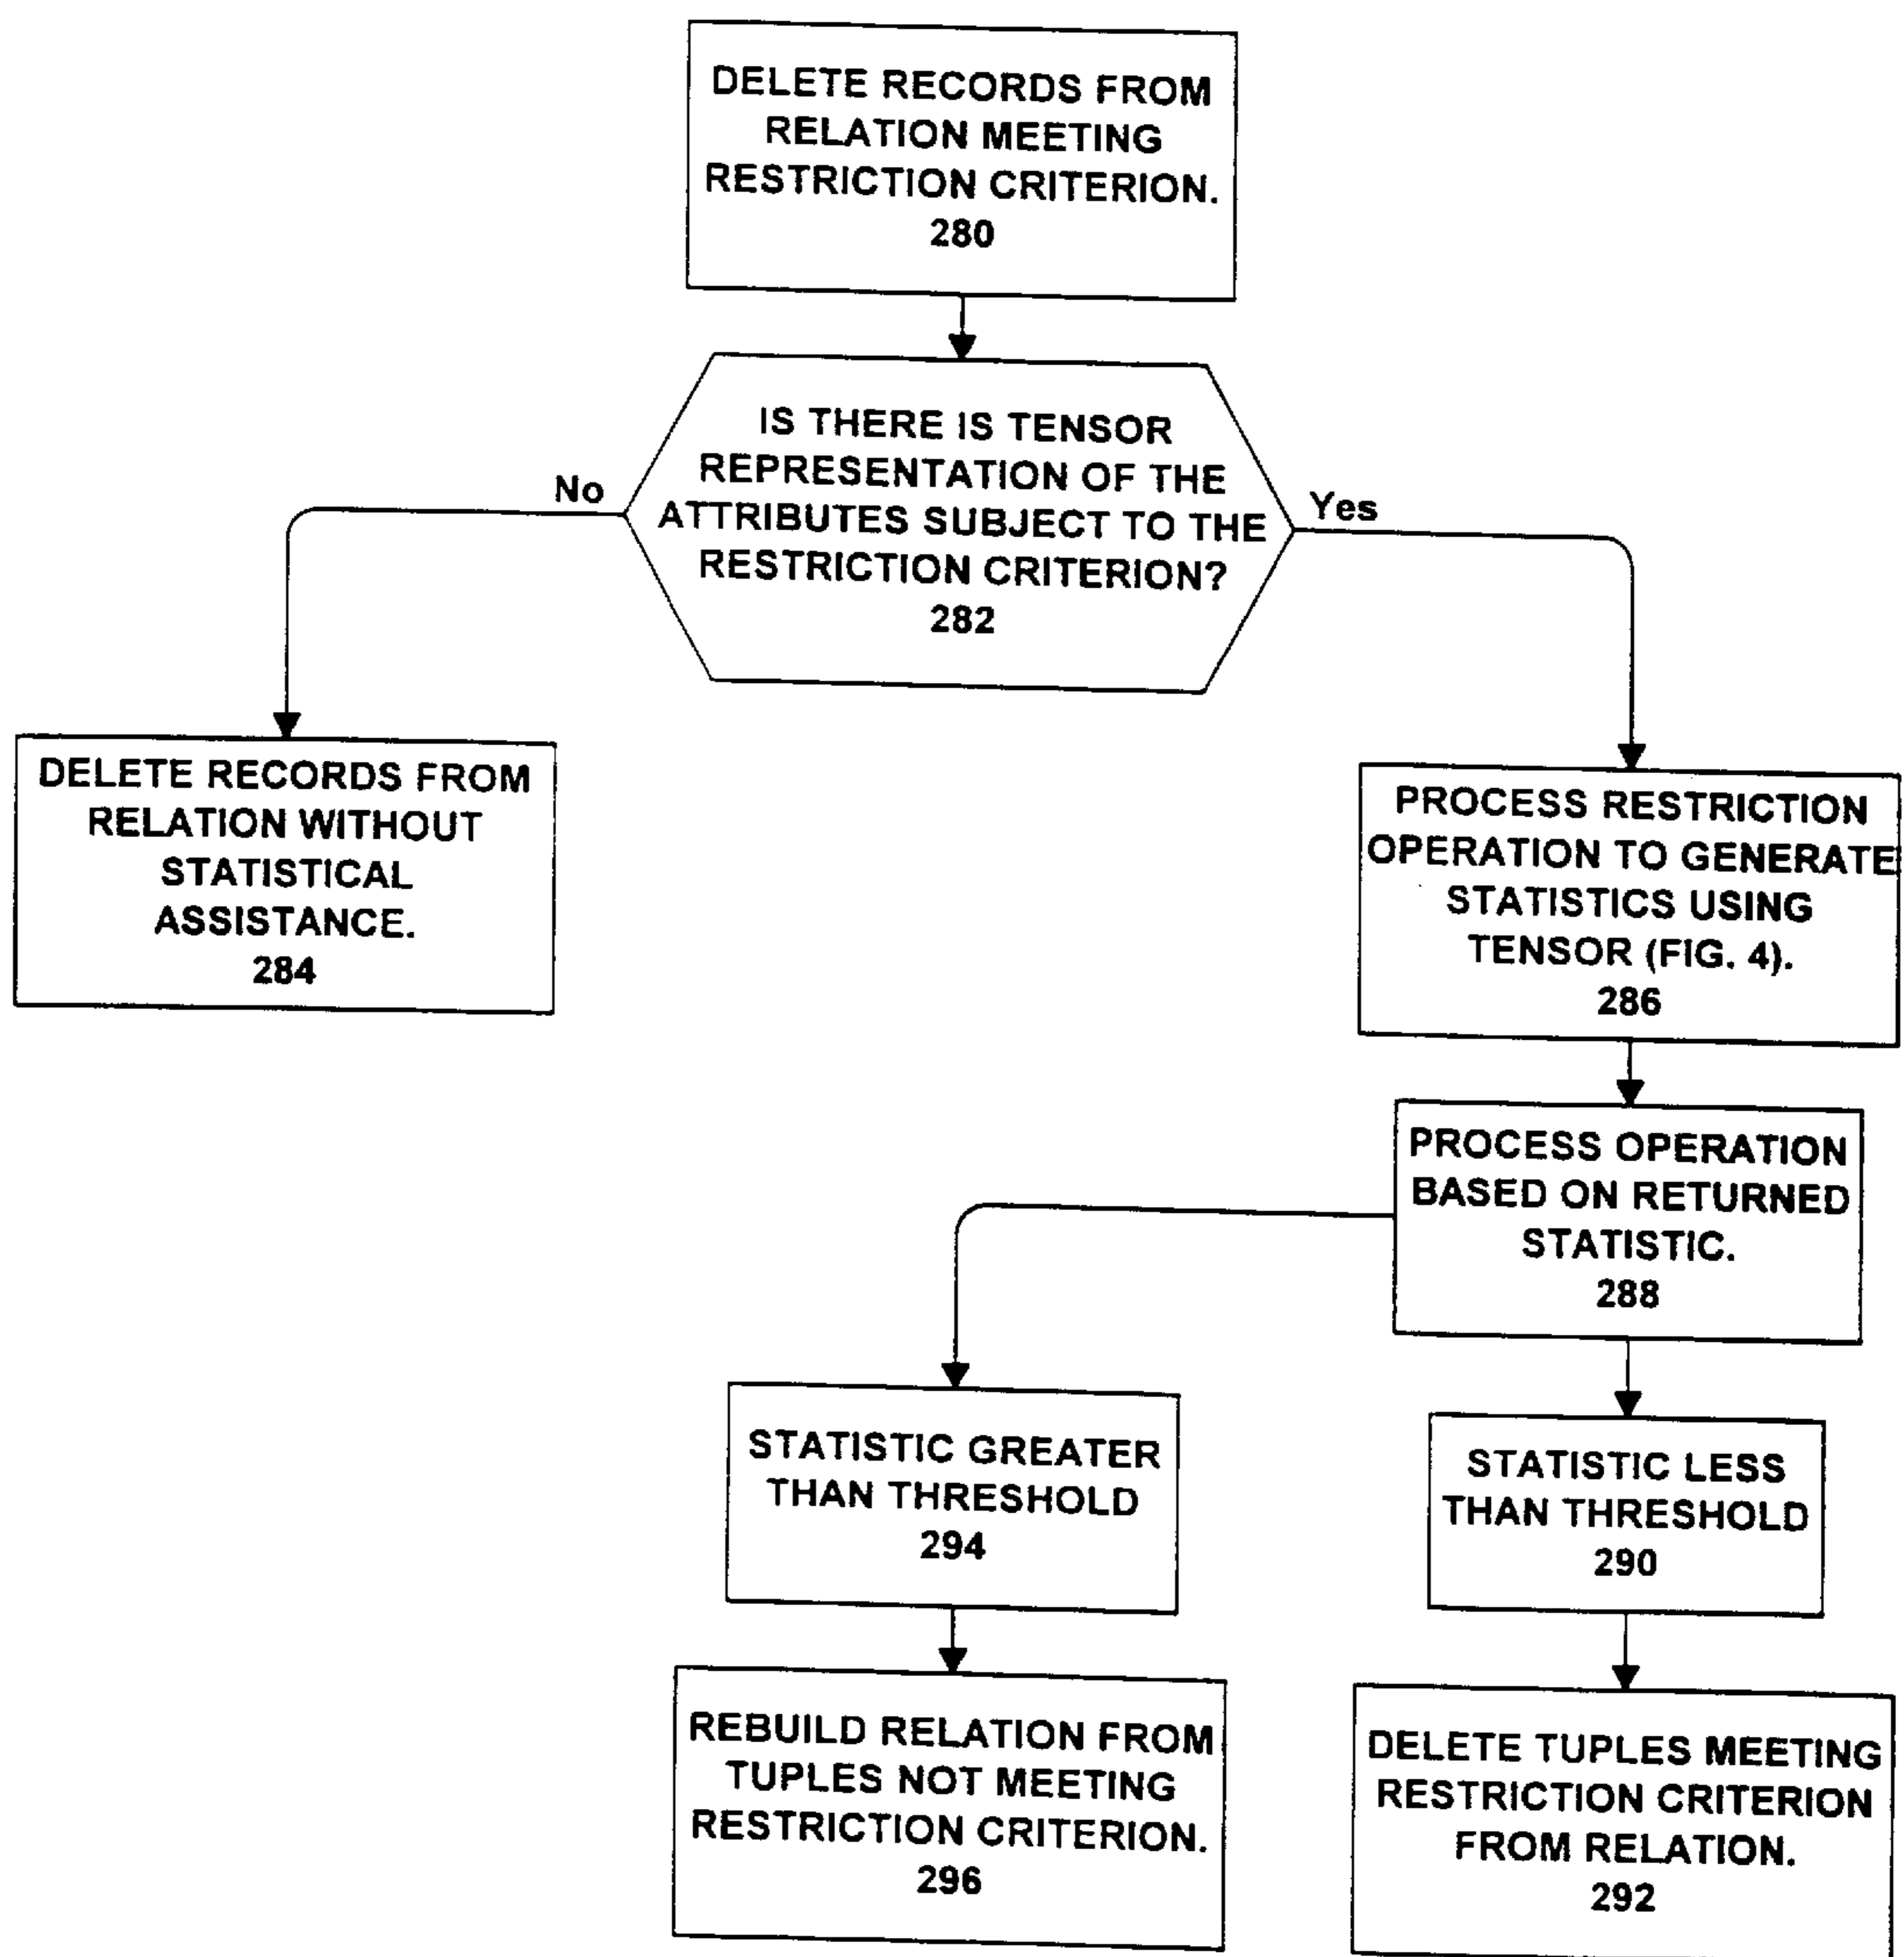 DELETE RECORDS FROM
RELATION MEETING
RESTRICTION CRITERION.
280
IS THERE IS TENSOR
REPRESENTATION OF THE
ATTRIBUTES SUBJECT TO THE
RESTRICTION CRITERION?
282
No
Yes
DELETE RECORDS FROM
RELATION WITHOUT
STATISTICAL
ASSISTANCE.
284
PROCESS RESTRICTION
OPERATION TO GENERATE
STATISTICS USING
TENSOR (FIG. 4).
286
PROCESS OPERATION
BASED ON RETURNED
STATISTIC.
288
STATISTIC GREATER
THAN THRESHOLD
294
STATISTIC LESS
THAN THRESHOLD
290
REBUILD RELATION FROM
TUPLES NOT MEETING
RESTRICTION CRITERION.
296
DELETE TUPLES MEETING
RESTRICTION CRITERION
FROM RELATION.
292